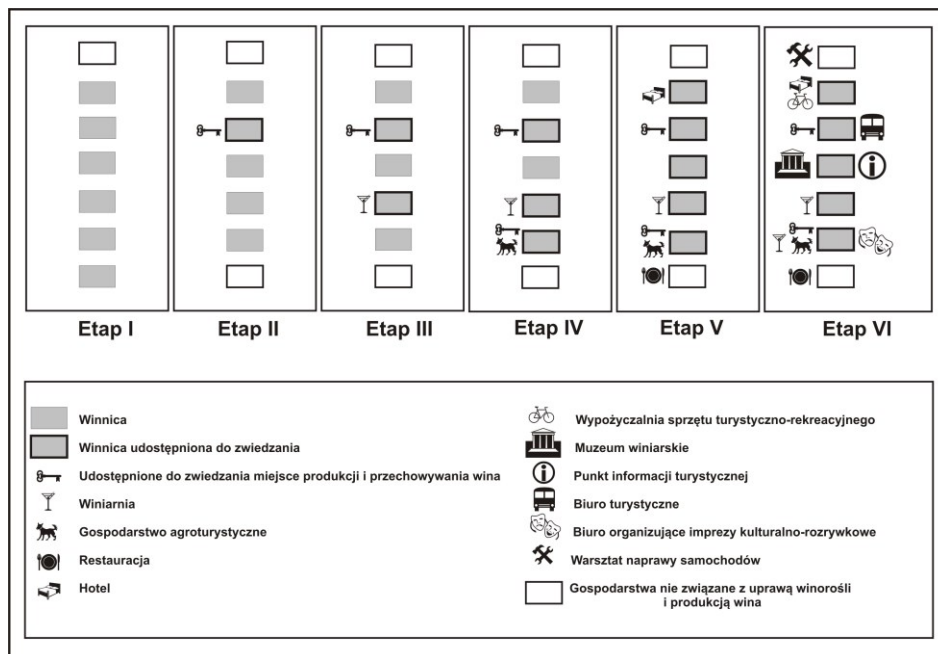 Etap I
Etap II
Etap III
Etap IV
Etap V
Etap VI
Winnica
Winnica udostępniona do zwiedzania
Udostępnione do zwiedzania miejsce produkcji i przechowywania wina
Winiarnia
Gospodarstwo agroturystyczne
Restauracja
Hotel
Wypożyczalnia sprzętu turystyczno-rekreacyjnego
Muzeum winiarskie
Punkt informacji turystycznej
Biuro turystyczne
Biuro organizujące imprezy kulturalno-rozrywkowe
Warsztat naprawy samochodów
Gospodarstwa nie związane z uprawą winorośli
i produkcją wina